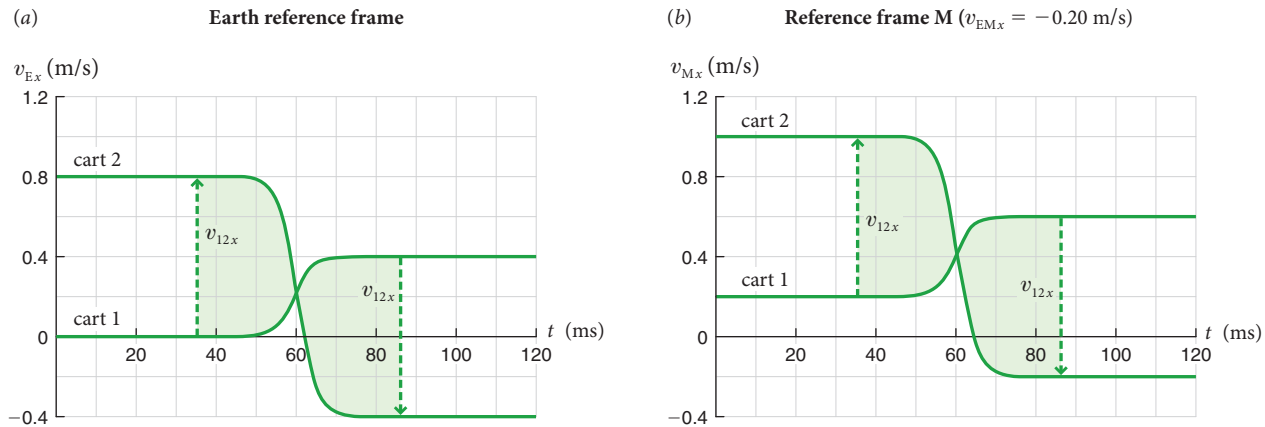 (a) Earth reference frame
v_Ex (m/s)
1.2
cart 2
0.8
v_12x
0.4
v_12x
cart 1
0
t (ms)
20 40 60 80 100 120
−0.4
(b) Reference frame M (v_EMx = −0.20 m/s)
v_Mx (m/s)
1.2
cart 2
0.8
v_12x
0.4
cart 1
v_12x
0
t (ms)
20 40 60 80 100 120
−0.4